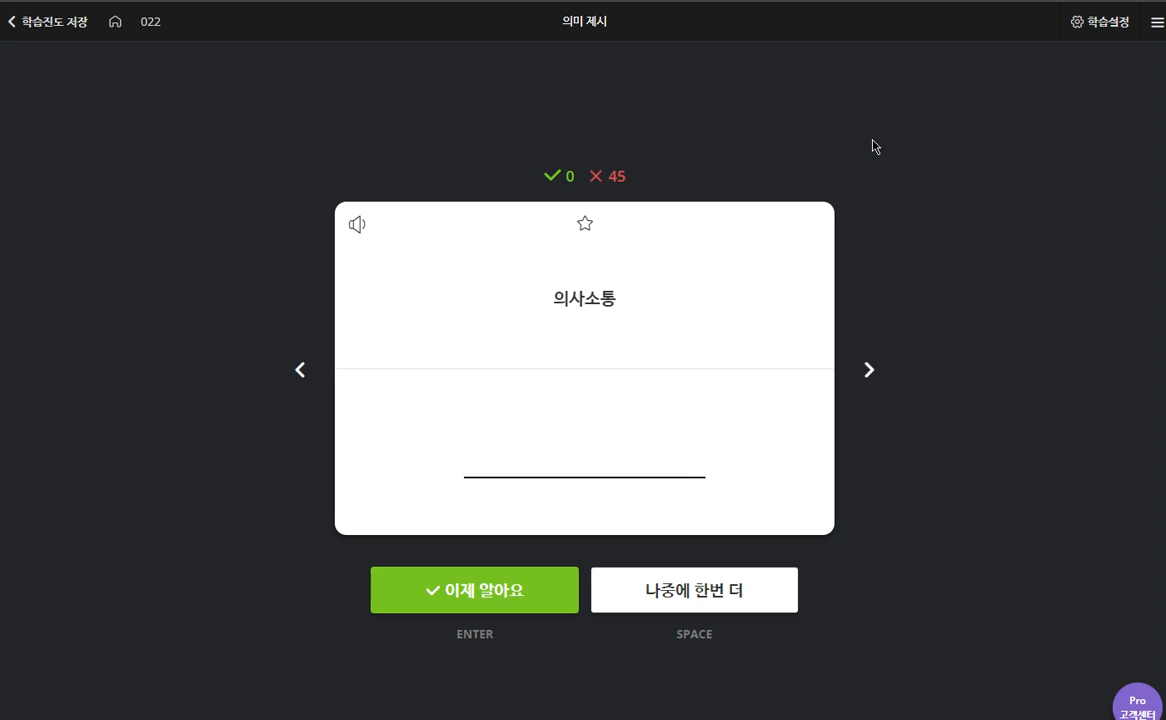 학습진도 저장
022
의미 제시
학습설정
0
45
의사소통
이제 알아요
나중에 한번 더
ENTER
SPACE
Pro
고객센터